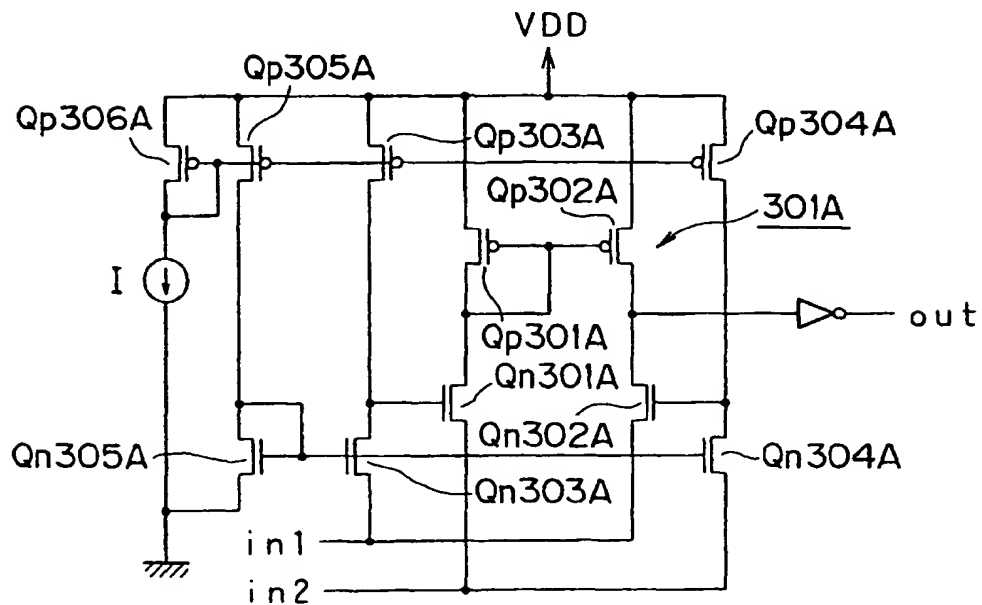 VDD
Qp305A
Qp306A
Qp303A
Qp304A
Qp302A
301A
I
out
Qp301A
Qn301A
Qn302A
Qn305A
Qn304A
Qn303A
in1
in2